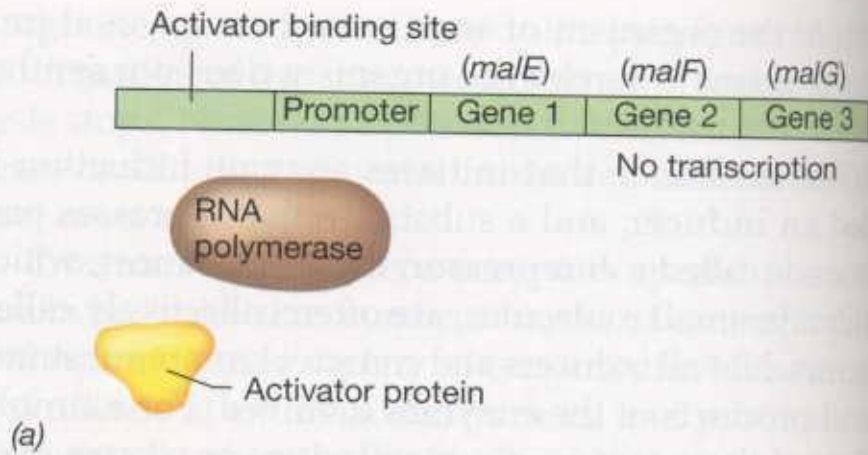 Activator binding site
(malE) (malF) (malG)
Promoter Gene 1 Gene 2 Gene 3
No transcription
RNA
polymerase
Activator protein
(a)